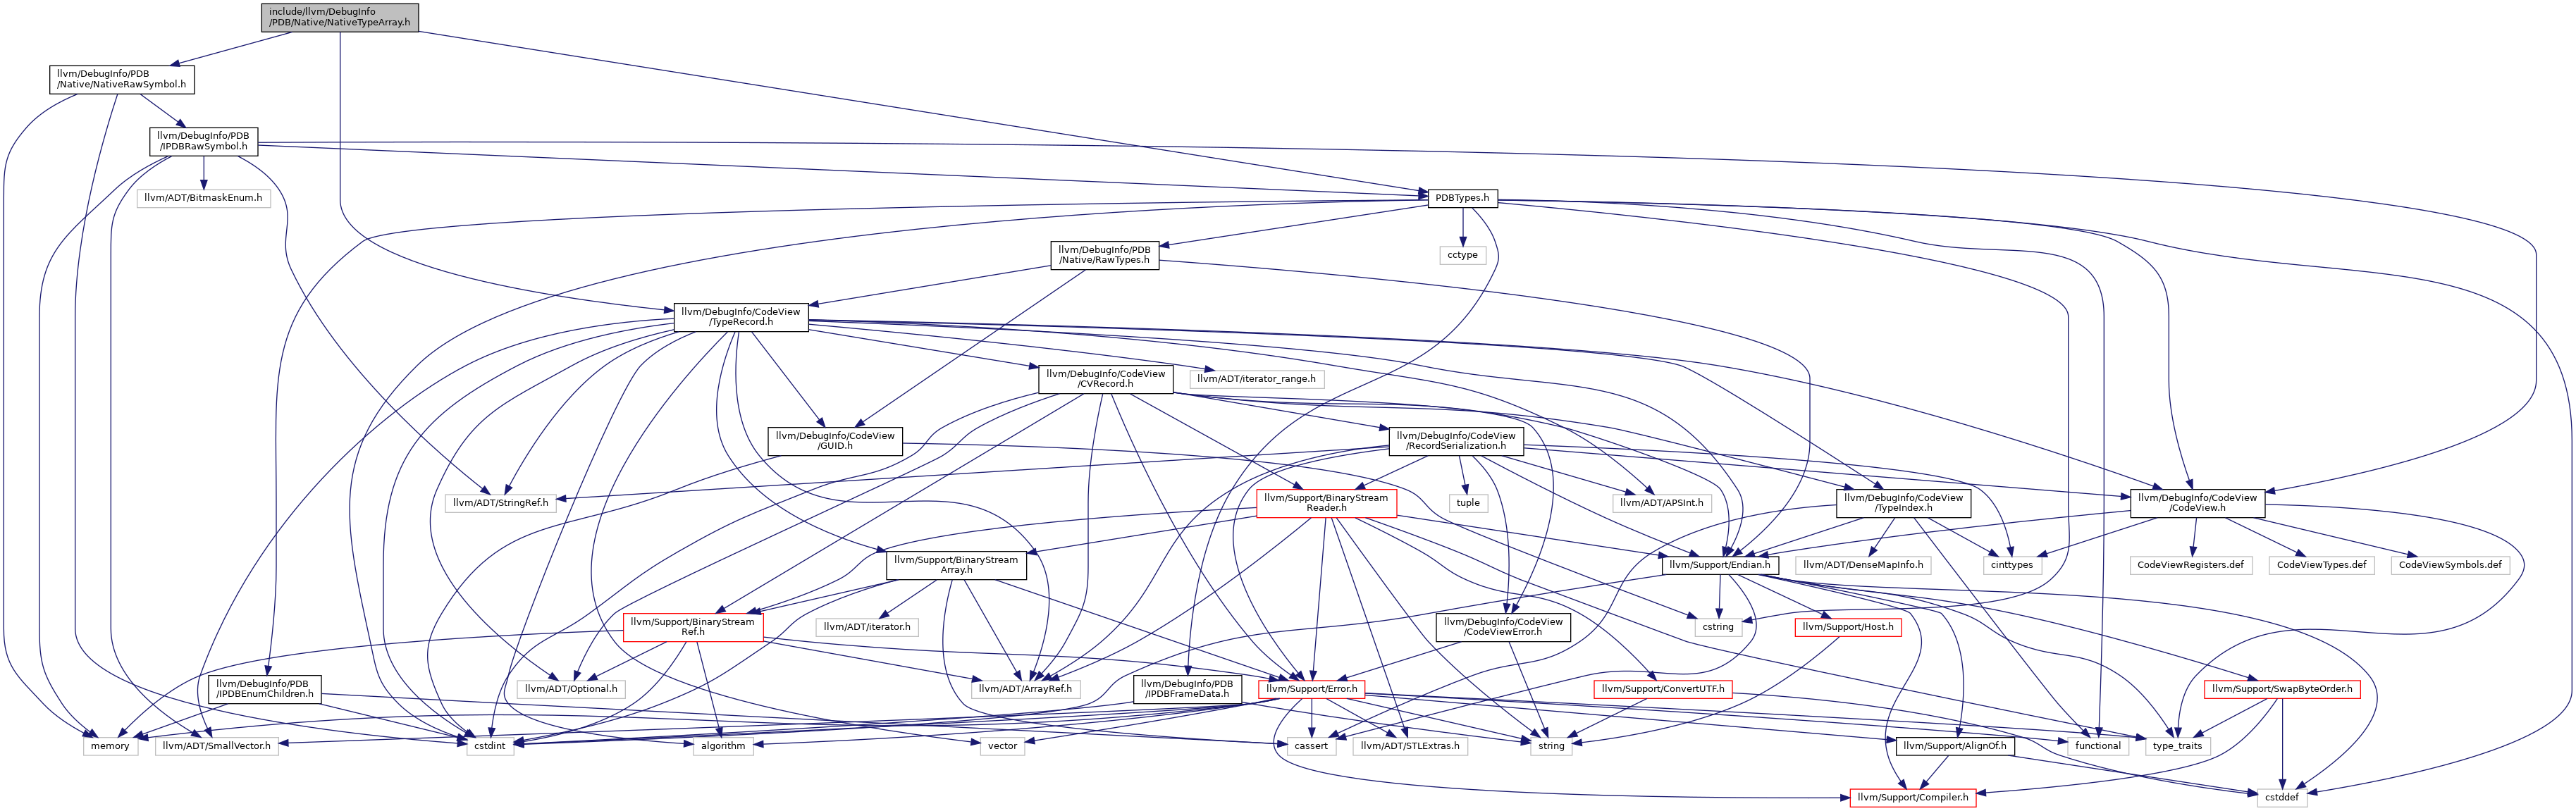 include/llvm/DebugInfo
/PDB/Native/NativeTypeArray.h
llvm/DebugInfo/PDB
/Native/NativeRawSymbol.h
llvm/DebugInfo/PDB
/IPDBRawSymbol.h
llvm/ADT/BitmaskEnum.h
PDBTypes.h
llvm/DebugInfo/PDB
/Native/RawTypes.h
cctype
llvm/DebugInfo/CodeView
/TypeRecord.h
llvm/DebugInfo/CodeView
/CVRecord.h
llvm/ADT/iterator_range.h
llvm/DebugInfo/CodeView
/GUID.h
llvm/DebugInfo/CodeView
/RecordSerialization.h
llvm/ADT/StringRef.h
llvm/Support/BinaryStream
Reader.h
tuple
llvm/ADT/APSInt.h
llvm/DebugInfo/CodeView
/TypeIndex.h
llvm/DebugInfo/CodeView
/CodeView.h
llvm/Support/BinaryStream
Array.h
llvm/Support/Endian.h
llvm/ADT/DenseMapInfo.h
cinttypes
CodeViewRegisters.def
CodeViewTypes.def
CodeViewSymbols.def
llvm/Support/BinaryStream
Ref.h
llvm/ADT/iterator.h
llvm/DebugInfo/CodeView
/CodeViewError.h
cstring
llvm/Support/Host.h
llvm/DebugInfo/PDB
/IPDBEnumChildren.h
llvm/ADT/Optional.h
llvm/ADT/ArrayRef.h
llvm/DebugInfo/PDB
/IPDBFrameData.h
llvm/Support/Error.h
llvm/Support/ConvertUTF.h
llvm/Support/SwapByteOrder.h
memory
llvm/ADT/SmallVector.h
cstdint
algorithm
vector
cassert
llvm/ADT/STLExtras.h
string
llvm/Support/AlignOf.h
functional
type_traits
llvm/Support/Compiler.h
cstddef